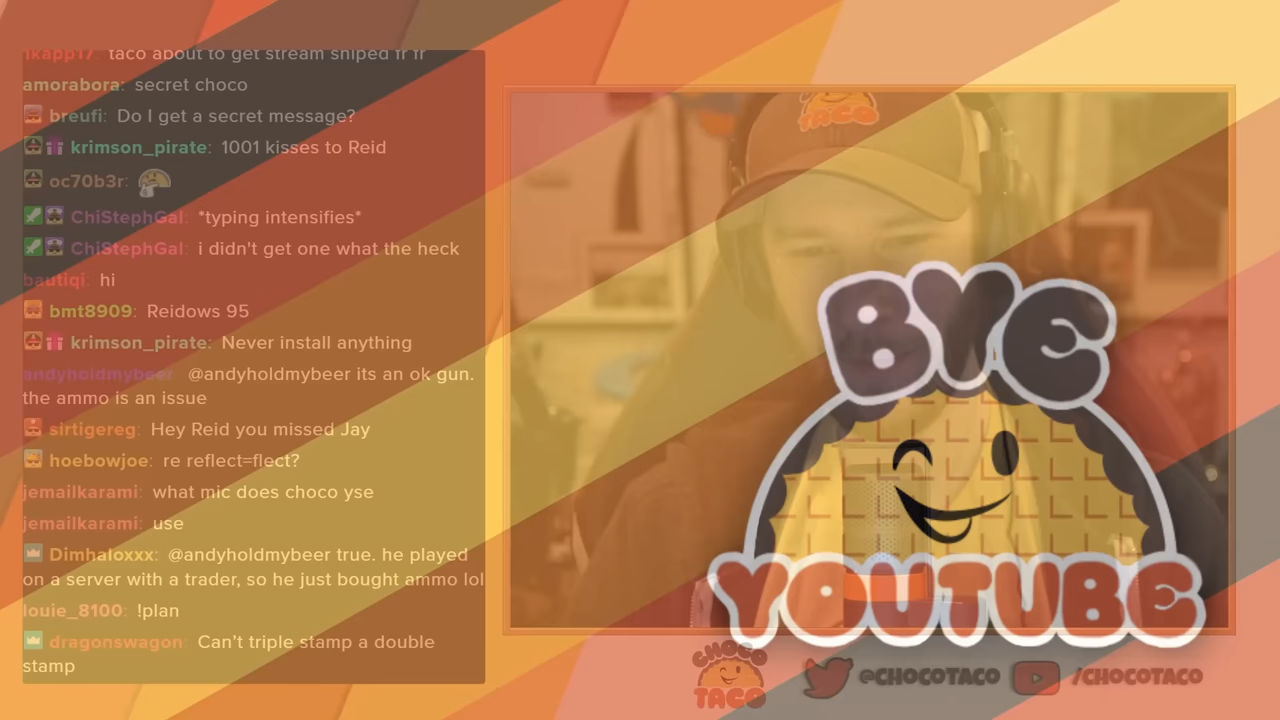 1kapp17: taco about to get stream sniped fr fr
amorabora: secret choco
breufi: Do I get a secret message?
krimson_pirate: 1001 kisses to Reid
oc70b3r:
ChiStephGal: *typing intensifies*
ChiStephGal: i didn't get one what the heck
bautiqi: hi
bmt8909: Reidows 95
krimson_pirate: Never install anything
andyholdmybeer @andyholdmybeer its an ok gun.
the ammo is an issue
sirtigereg: Hey Reid you missed Jay
hoebowjoe: re reflect=flect?
jemailkarami: what mic does choco yse
jemailkarami: use
Dimhaloxxx: @andyholdmybeer true. he played
on a server with a trader, so he just bought ammo lol
louie_8100: !plan
dragonswagon: Can't triple stamp a double
stamp
TACO
BYE
YOUTUBE
CHOCO
TACO
@CHOCOTACO
/CHOCOTACO